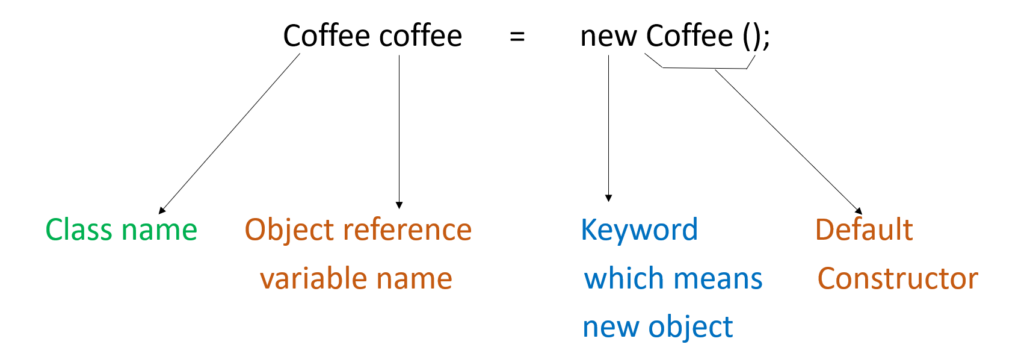 Coffee coffee = new Coffee ();
Class name
Object reference
variable name
Keyword
which means
new object
Default
Constructor